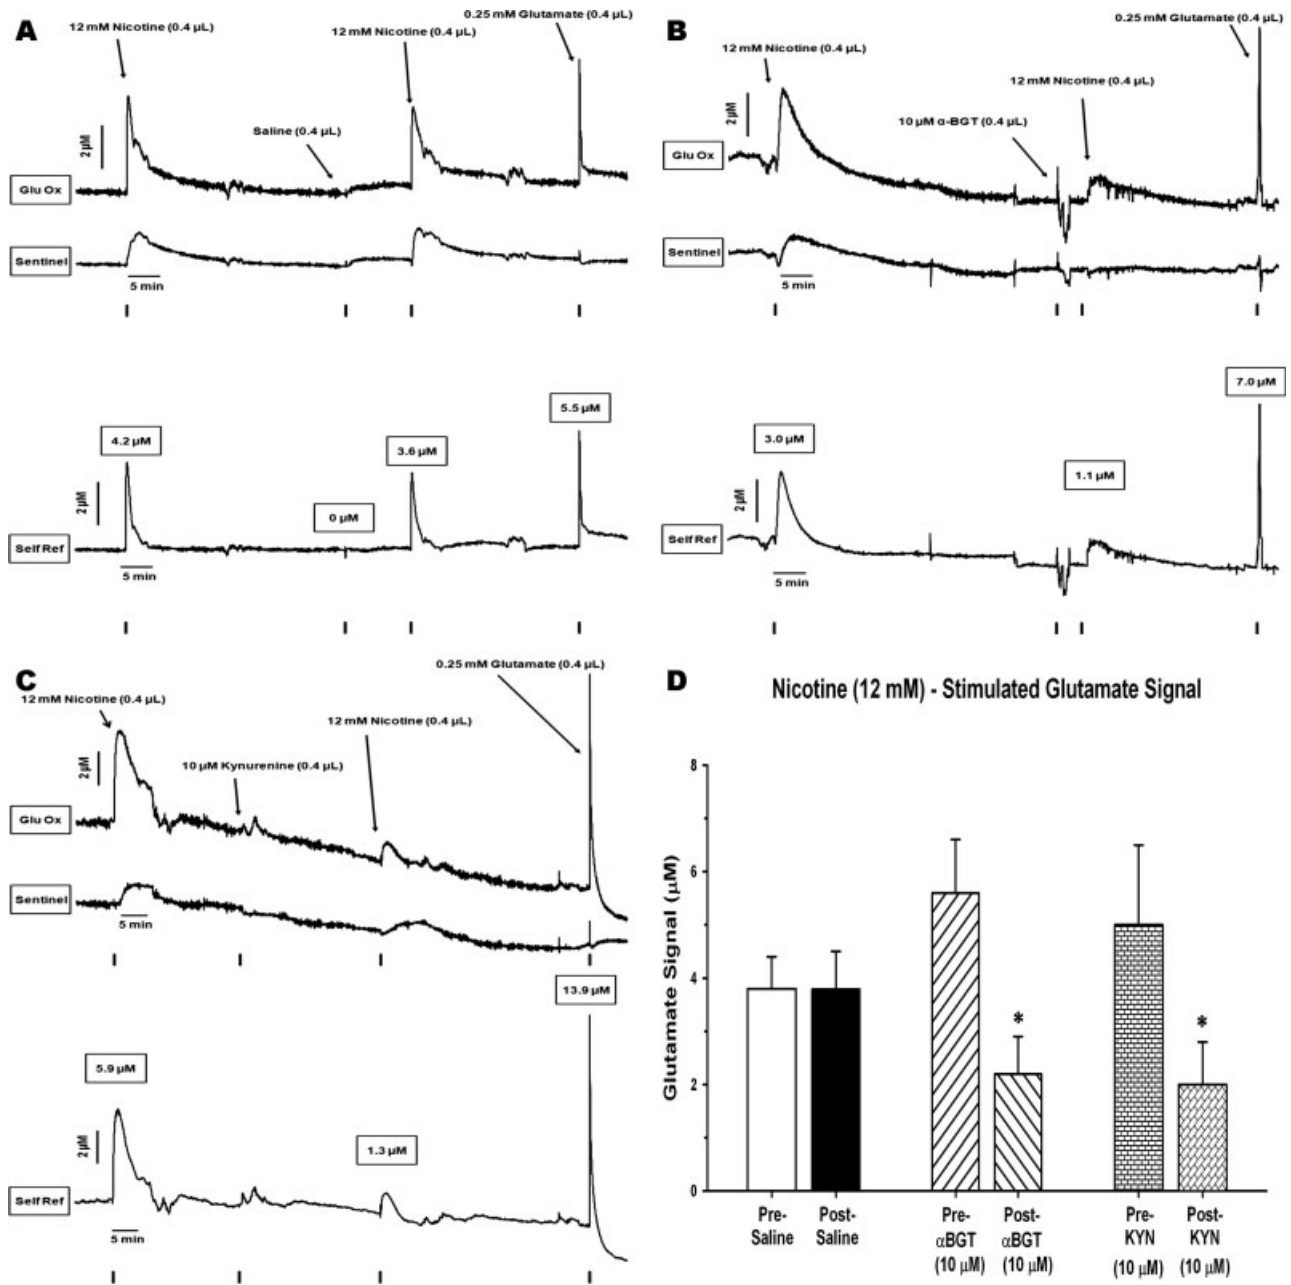 A
12 mM Nicotine (0.4 µL)
12 mM Nicotine (0.4 µL)
0.25 mM Glutamate (0.4 µL)
Saline (0.4 µL)
2 µM
Glu Ox
Sentinel
5 min
4.2 µM
0 µM
3.6 µM
5.5 µM
2 µM
Self Ref
5 min
B
0.25 mM Glutamate (0.4 µL)
12 mM Nicotine (0.4 µL)
12 mM Nicotine (0.4 µL)
10 µM α-BGT (0.4 µL)
2 µM
Glu Ox
Sentinel
5 min
7.0 µM
3.0 µM
1.1 µM
2 µM
Self Ref
5 min
C
0.25 mM Glutamate (0.4 µL)
12 mM Nicotine (0.4 µL)
12 mM Nicotine (0.4 µL)
10 µM Kynurenine (0.4 µL)
2 µM
Glu Ox
Sentinel
5 min
13.9 µM
5.9 µM
1.3 µM
2 µM
Self Ref
5 min
D
Nicotine (12 mM) - Stimulated Glutamate Signal
Glutamate Signal (µM)
8
6
4
2
0
*
*
Pre-
Saline
Post-
Saline
Pre-
αBGT
(10 µM)
Post-
αBGT
(10 µM)
Pre-
KYN
(10 µM)
Post-
KYN
(10 µM)